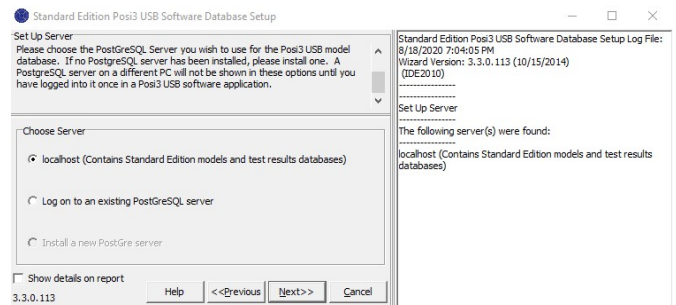 Standard Edition Posi3 USB Software Database Setup
Set Up Server
Please choose the PostGreSQL Server you wish to use for the Posi3 USB model
database. If no PostgreSQL server has been installed, please install one. A
PostgreSQL server on a different PC will not be shown in these options until you
have logged into it once in a Posi3 USB software application.
Choose Server
localhost (Contains Standard Edition models and test results databases)
Log on to an existing PostGreSQL server
Install a new PostGre server
Show details on report
3.3.0.113
Help
<<Previous
Next>>
Cancel
Standard Edition Posi3 USB Software Database Setup Log File:
8/18/2020 7:04:05 PM
Wizard Version: 3.3.0.113 (10/15/2014)
(IDE2010)
----------------
----------------
Set Up Server
----------------
The following server(s) were found:
----------------
localhost (Contains Standard Edition models and test results
databases)